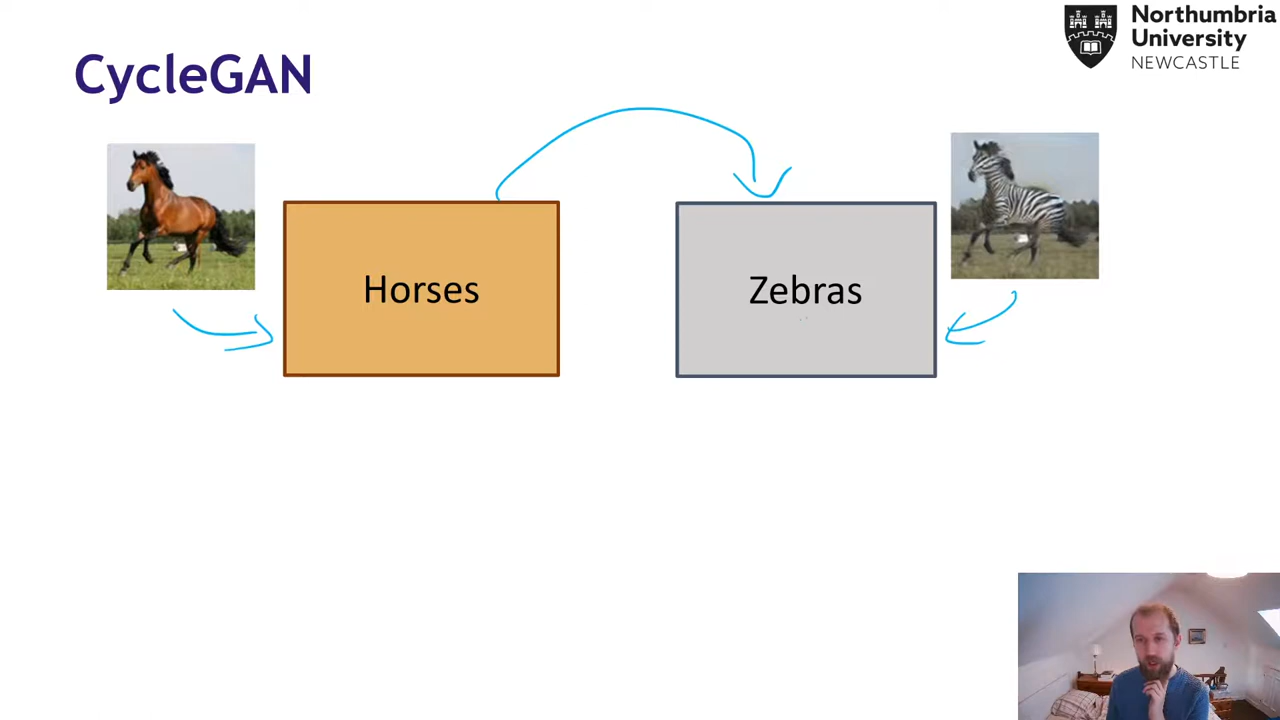 CycleGAN
Northumbria
University
NEWCASTLE
Horses
Zebras